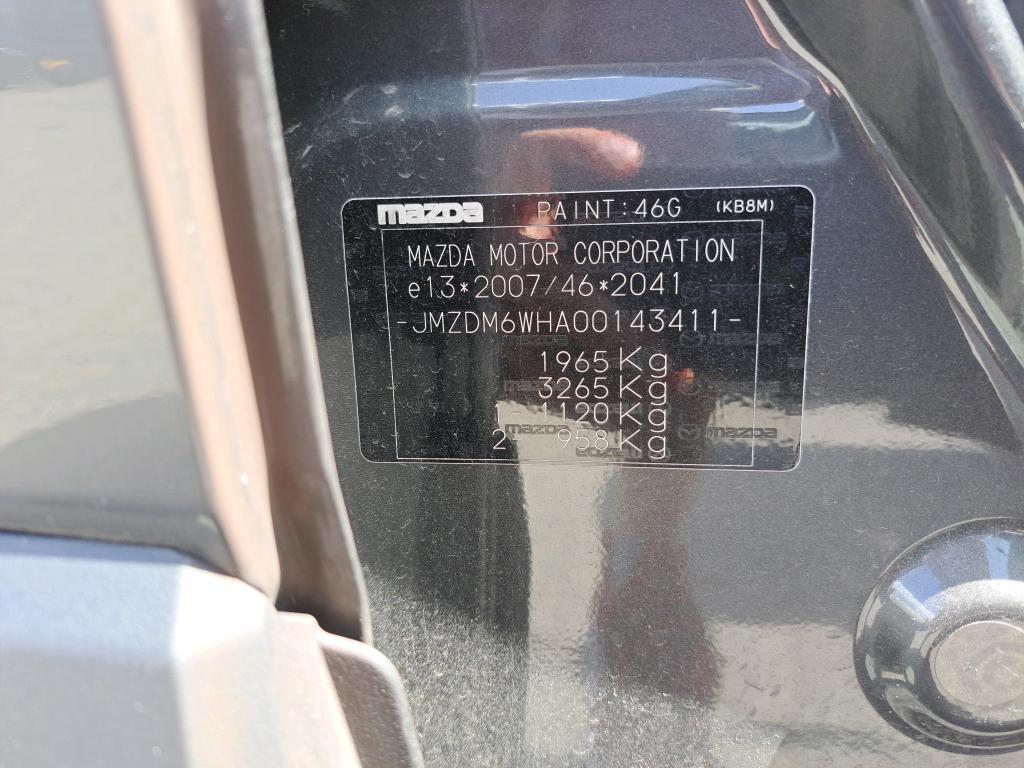 mazda PAINT:46G (KB8M)
MAZDA MOTOR CORPORATION
e13*2007/46*2041
-JMZDM6WHA00143411-
1965 Kg
3265 Kg
1- 1120 Kg
2 958 Kg